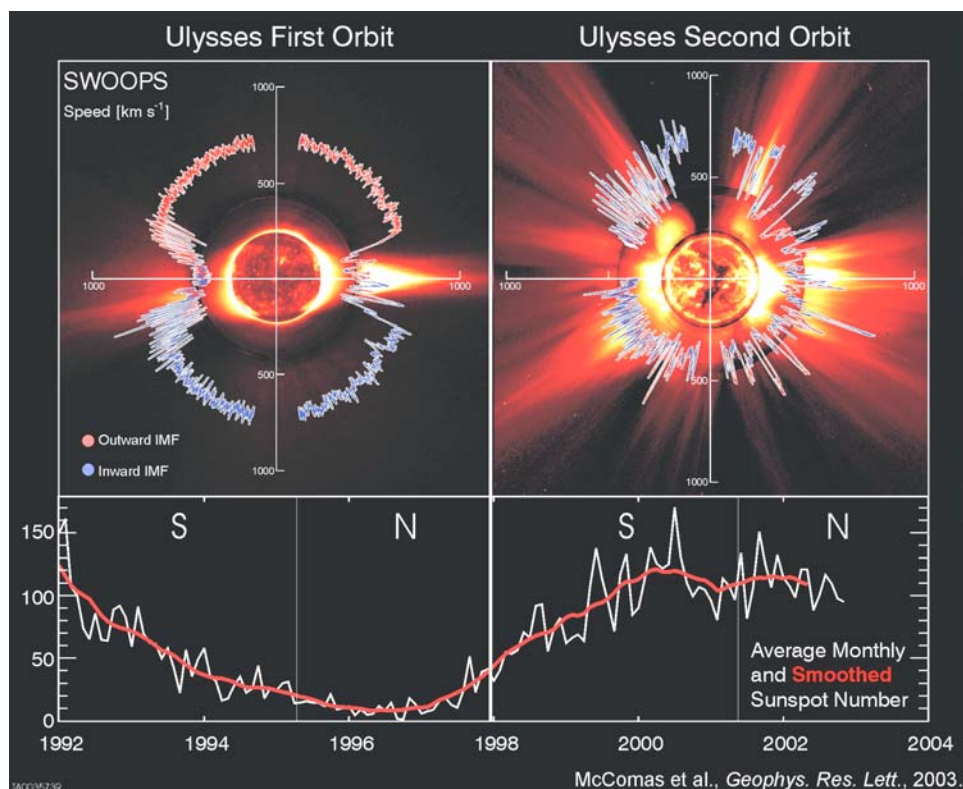 Ulysses First Orbit
Ulysses Second Orbit
SWOOPS
Speed [km s⁻¹]
1000
500
1000
1000
500
1000
Outward IMF
Inward IMF
1000
500
1000
1000
500
1000
S
N
S
N
150
100
50
0
Average Monthly
and Smoothed
Sunspot Number
1992
1994
1996
1998
2000
2002
2004
McComas et al., Geophys. Res. Lett., 2003.